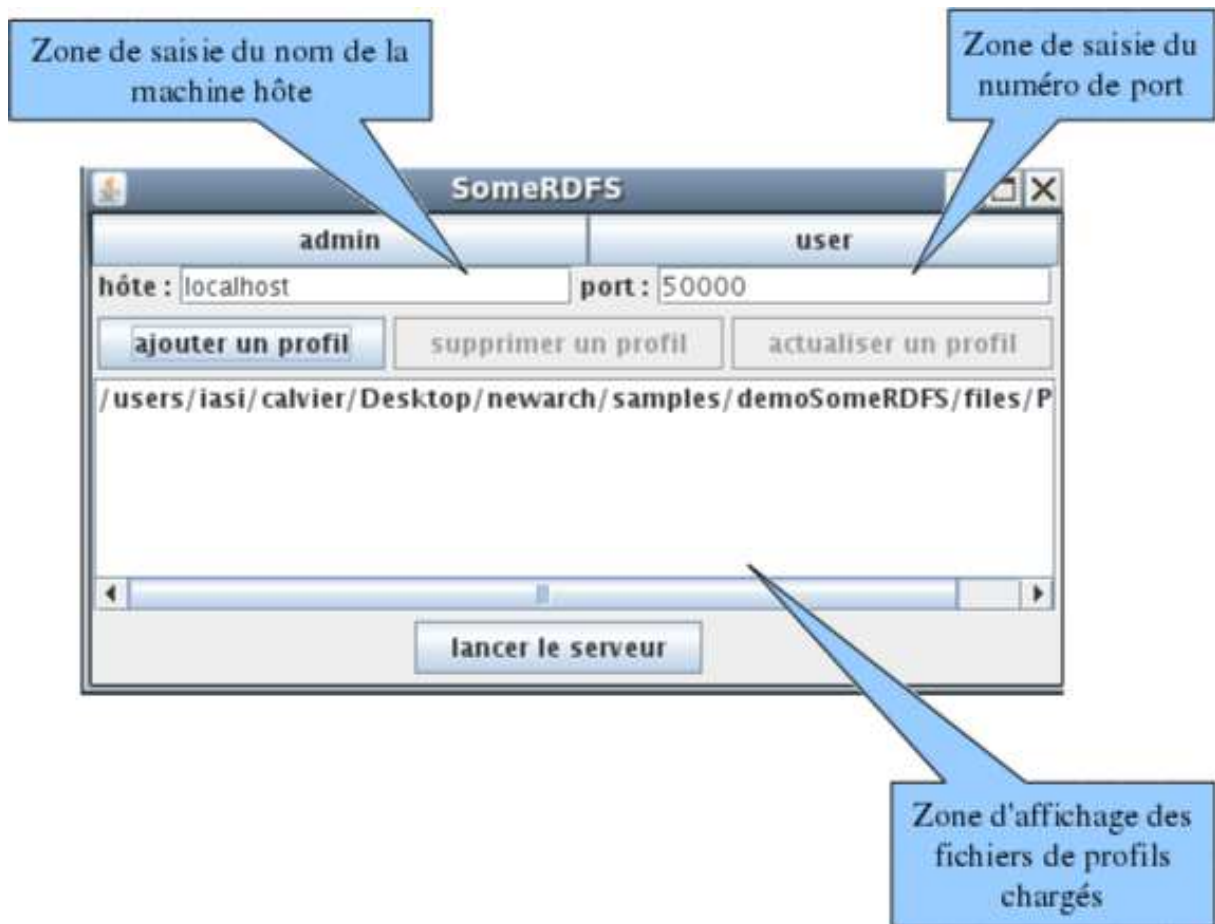 Zone de saisie du nom de la
machine hôte
Zone de saisie du
numéro de port
SomeRDFS
admin
user
hôte : localhost
port : 50000
ajouter un profil
supprimer un profil
actualiser un profil
/users/iasi/calvier/Desktop/newarch/samples/demoSomeRDFS/files/P
lancer le serveur
Zone d'affichage des
fichiers de profils
chargés